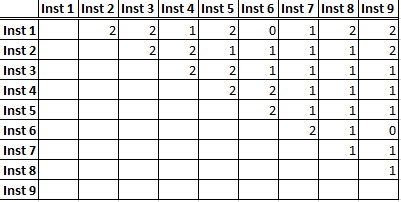 Inst 1 Inst 2 Inst 3 Inst 4 Inst 5 Inst 6 Inst 7 Inst 8 Inst 9
Inst 1 2 2 1 2 0 1 2 2
Inst 2 2 2 1 1 1 1 2
Inst 3 2 2 1 1 1 1
Inst 4 2 2 1 1 1
Inst 5 2 1 1 1
Inst 6 2 1 0
Inst 7 1 1
Inst 8 1
Inst 9